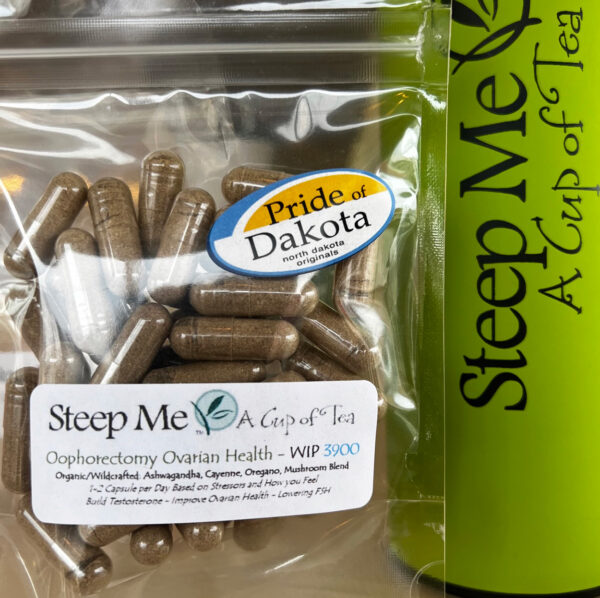 Pride of
Dakota
north dakota
originals
Steep Me A Cup of Tea
TM
Oophorectomy Ovarian Health - WIP 3900
Organic/Wildcrafted: Ashwagandha, Cayenne, Oregano, Mushroom Blend
1-2 Capsule per Day Based on Stressors and How you Feel
Build Testosterone - Improve Ovarian Health - Lowering FSH
Steep Me
A Cup of Tea